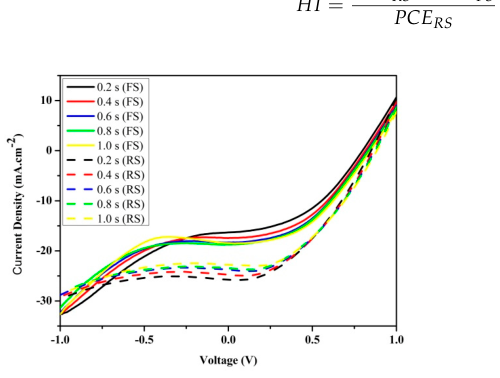 HI =
PCE_RS
0.2 s (FS)
0.4 s (FS)
0.6 s (FS)
0.8 s (FS)
1.0 s (FS)
0.2 s (RS)
0.4 s (RS)
0.6 s (RS)
0.8 s (RS)
1.0 s (RS)
10
0
-10
-20
-30
Current Density (mA.cm⁻²)
-1.0 -0.5 0.0 0.5 1.0
Voltage (V)